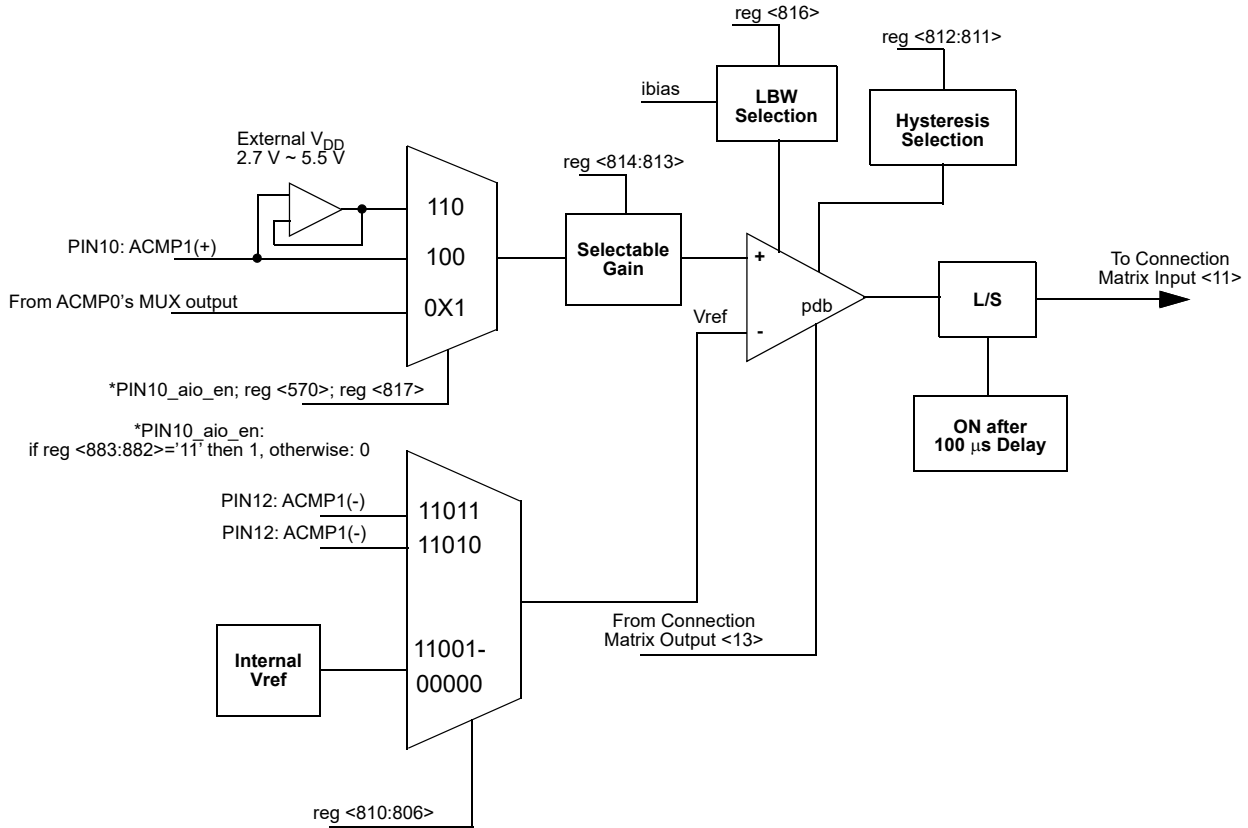 reg <816>
reg <812:811>
ibias
LBW
Selection
Hysteresis
Selection
External VDD
2.7 V ~ 5.5 V
reg <814:813>
110
PIN10: ACMP1(+)
100
Selectable
Gain
+
To Connection
Matrix Input <11>
From ACMP0's MUX output
0X1
Vref
pdb
-
L/S
*PIN10_aio_en; reg <570>; reg <817>
ON after
100 µs Delay
*PIN10_aio_en:
if reg <883:882>='11' then 1, otherwise: 0
PIN12: ACMP1(-)
11011
PIN12: ACMP1(-)
11010
From Connection
Matrix Output <13>
Internal
Vref
11001-
00000
reg <810:806>